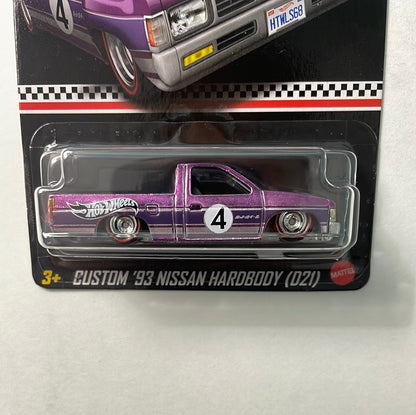 4
HTWLS68
Hot Wheels
4
3+
CUSTOM '93 NISSAN HARDBODY (D21)
MATTEL